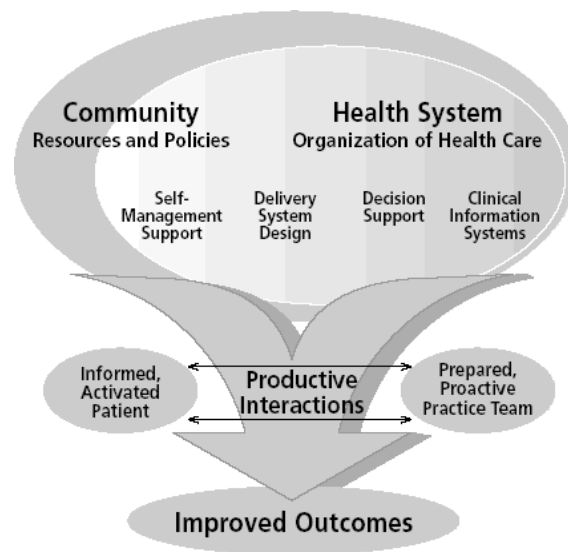 Community
Resources and Policies
Health System
Organization of Health Care
Self-
Management
Support
Delivery
System
Design
Decision
Support
Clinical
Information
Systems
Informed,
Activated
Patient
Productive
Interactions
Prepared,
Proactive
Practice Team
Improved Outcomes